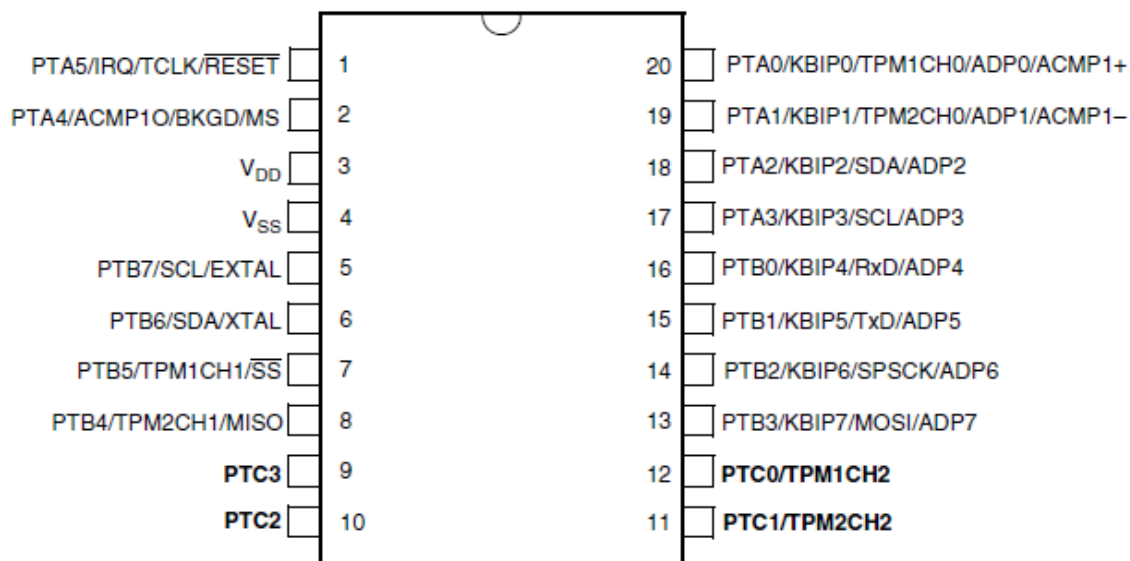 PTA5/IRQ/TCLK/RESET 1 20 PTA0/KBIP0/TPM1CH0/ADP0/ACMP1+
PTA4/ACMP1O/BKGD/MS 2 19 PTA1/KBIP1/TPM2CH0/ADP1/ACMP1–
VDD 3 18 PTA2/KBIP2/SDA/ADP2
VSS 4 17 PTA3/KBIP3/SCL/ADP3
PTB7/SCL/EXTAL 5 16 PTB0/KBIP4/RxD/ADP4
PTB6/SDA/XTAL 6 15 PTB1/KBIP5/TxD/ADP5
PTB5/TPM1CH1/SS 7 14 PTB2/KBIP6/SPSCK/ADP6
PTB4/TPM2CH1/MISO 8 13 PTB3/KBIP7/MOSI/ADP7
PTC3 9 12 PTC0/TPM1CH2
PTC2 10 11 PTC1/TPM2CH2